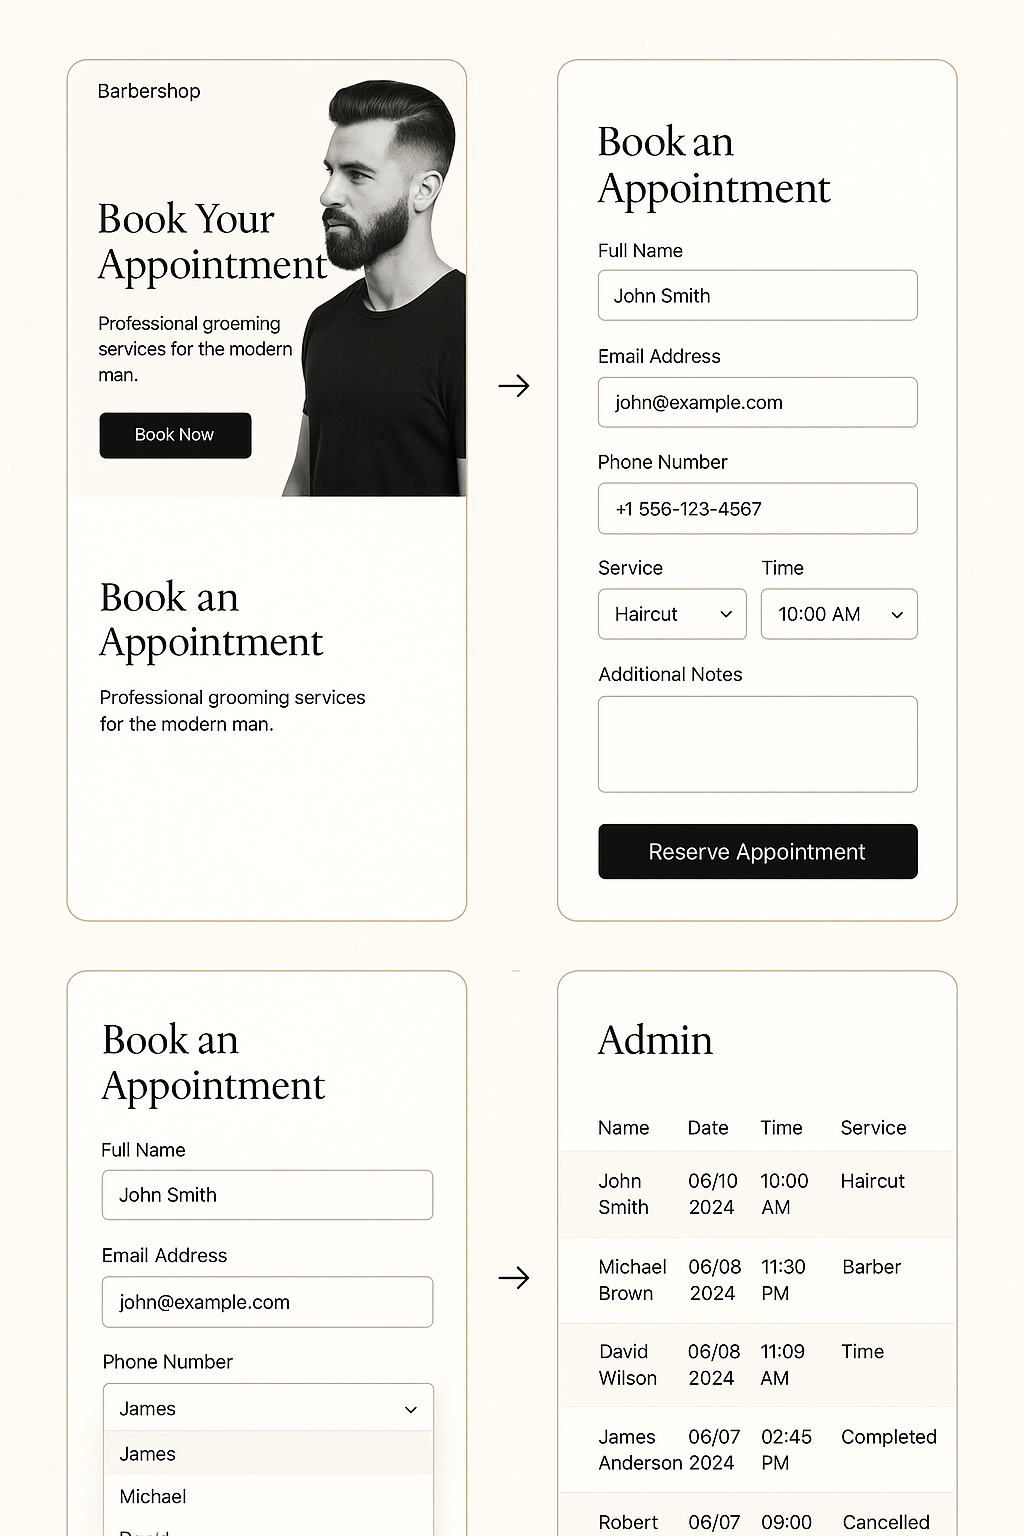 Barbershop
Book Your
Appointment
Professional groeming
services for the modern
man.
Book Now
Book an
Appointment
Professional grooming services
for the modern man.
Book an
Appointment
Full Name
John Smith
Email Address
john@example.com
Phone Number
+1 556-123-4567
Service
Time
Haircut
10:00 AM
Additional Notes
Reserve Appointment
Book an
Appointment
Full Name
John Smith
Email Address
john@example.com
Phone Number
James
James
Michael
Admin
Name Date Time Service
John 06/10 10:00 Haircut
Smith 2024 AM
Michael 06/08 11:30 Barber
Brown 2024 PM
David 06/08 11:09 Time
Wilson 2024 AM
James 06/07 02:45 Completed
Anderson 2024 PM
Robert 06/07 09:00 Cancelled